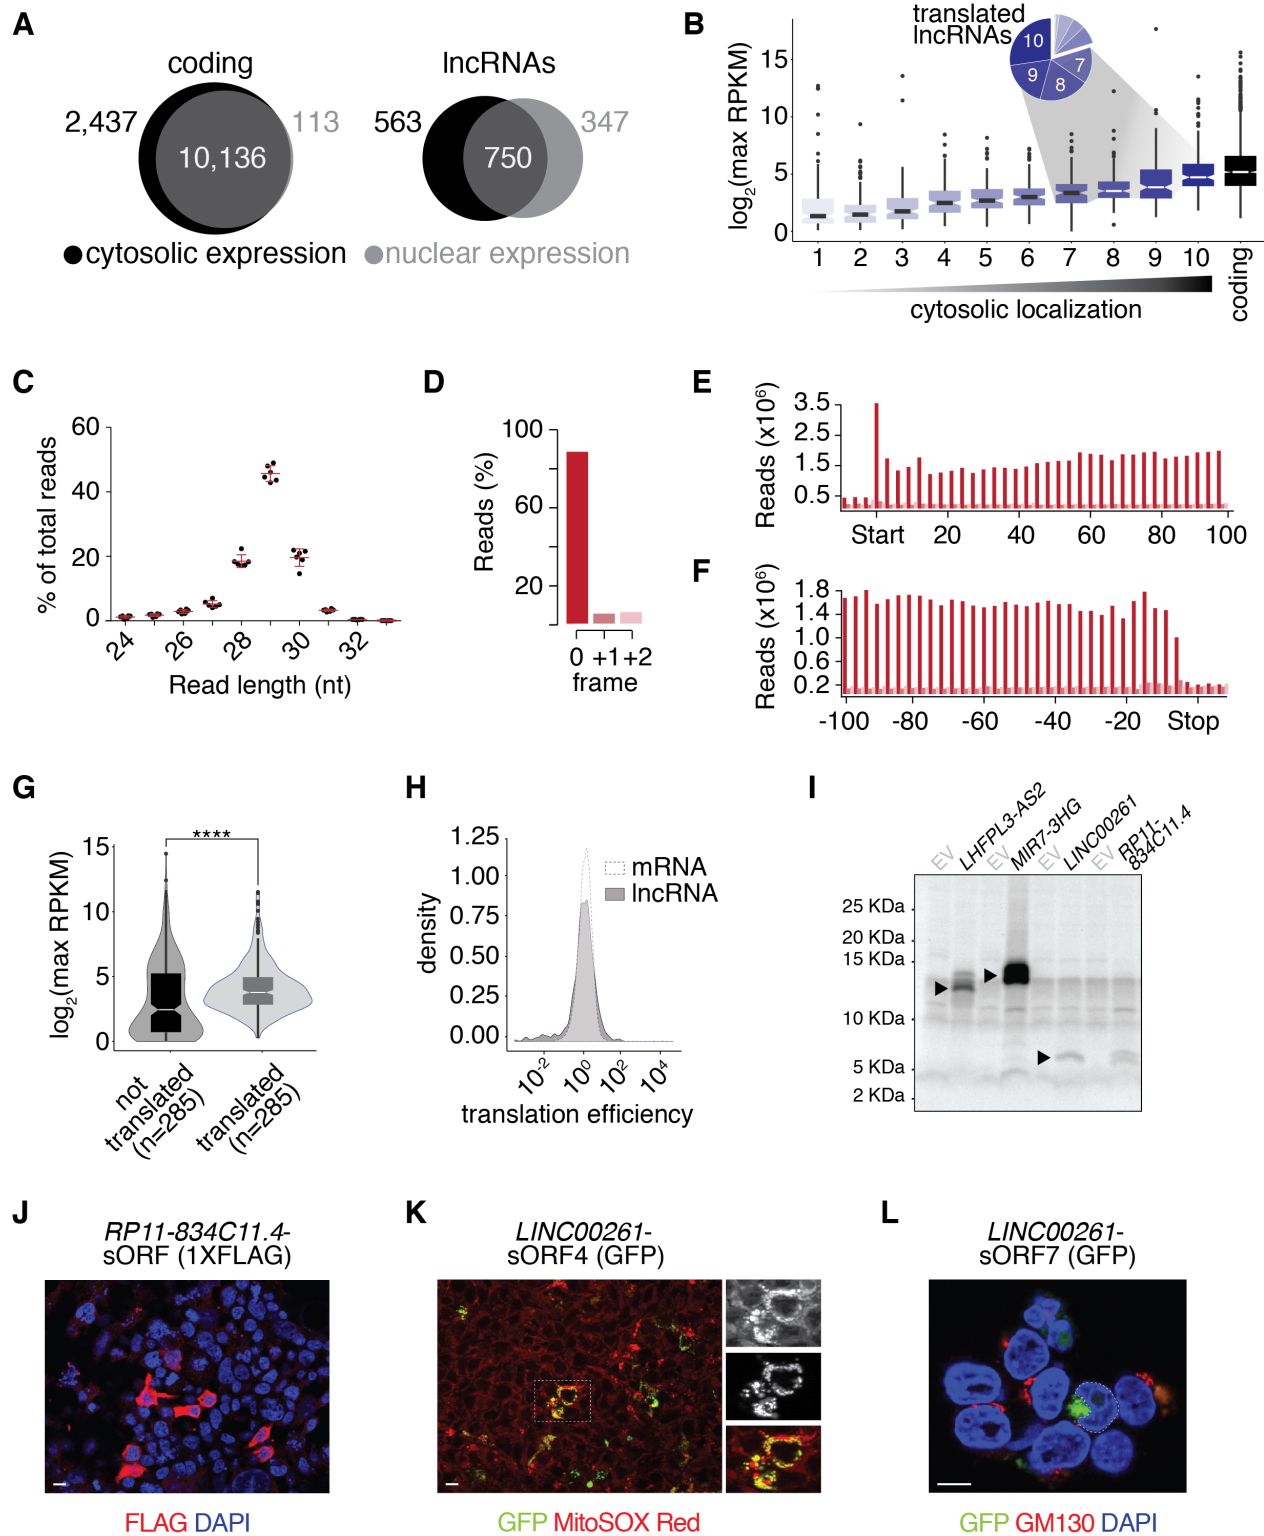 A
coding
lncRNAs
2,437
10,136
113
563
750
347
cytosolic expression
nuclear expression
B
translated
lncRNAs
10
9
8
7
log2(max RPKM)
15
10
5
0
1 2 3 4 5 6 7 8 9 10
coding
cytosolic localization
C
% of total reads
60
40
20
0
24 26 28 30 32
Read length (nt)
D
Reads (%)
100
60
20
0 +1 +2
frame
E
Reads (x10⁶)
3.5
2.5
1.5
0.5
Start 20 40 60 80 100
F
Reads (x10⁶)
1.8
1.4
1.0
0.6
0.2
-100 -80 -60 -40 -20 Stop
G
log2(max RPKM)
****
15
10
5
0
not
translated
(n=285)
translated
(n=285)
H
density
1.25
1.00
0.75
0.50
0.25
0.00
mRNA
lncRNA
10-2 10⁰ 10² 10⁴
translation efficiency
I
EV
LHFPL3-AS2
EV
MIR7-3HG
EV
LINC00261
EV
RP11-
834C11.4
25 KDa
20 KDa
15 KDa
10 KDa
5 KDa
2 KDa
J
RP11-834C11.4-
sORF (1XFLAG)
FLAG DAPI
K
LINC00261-
sORF4 (GFP)
GFP MitoSOX Red
L
LINC00261-
sORF7 (GFP)
GFP GM130 DAPI